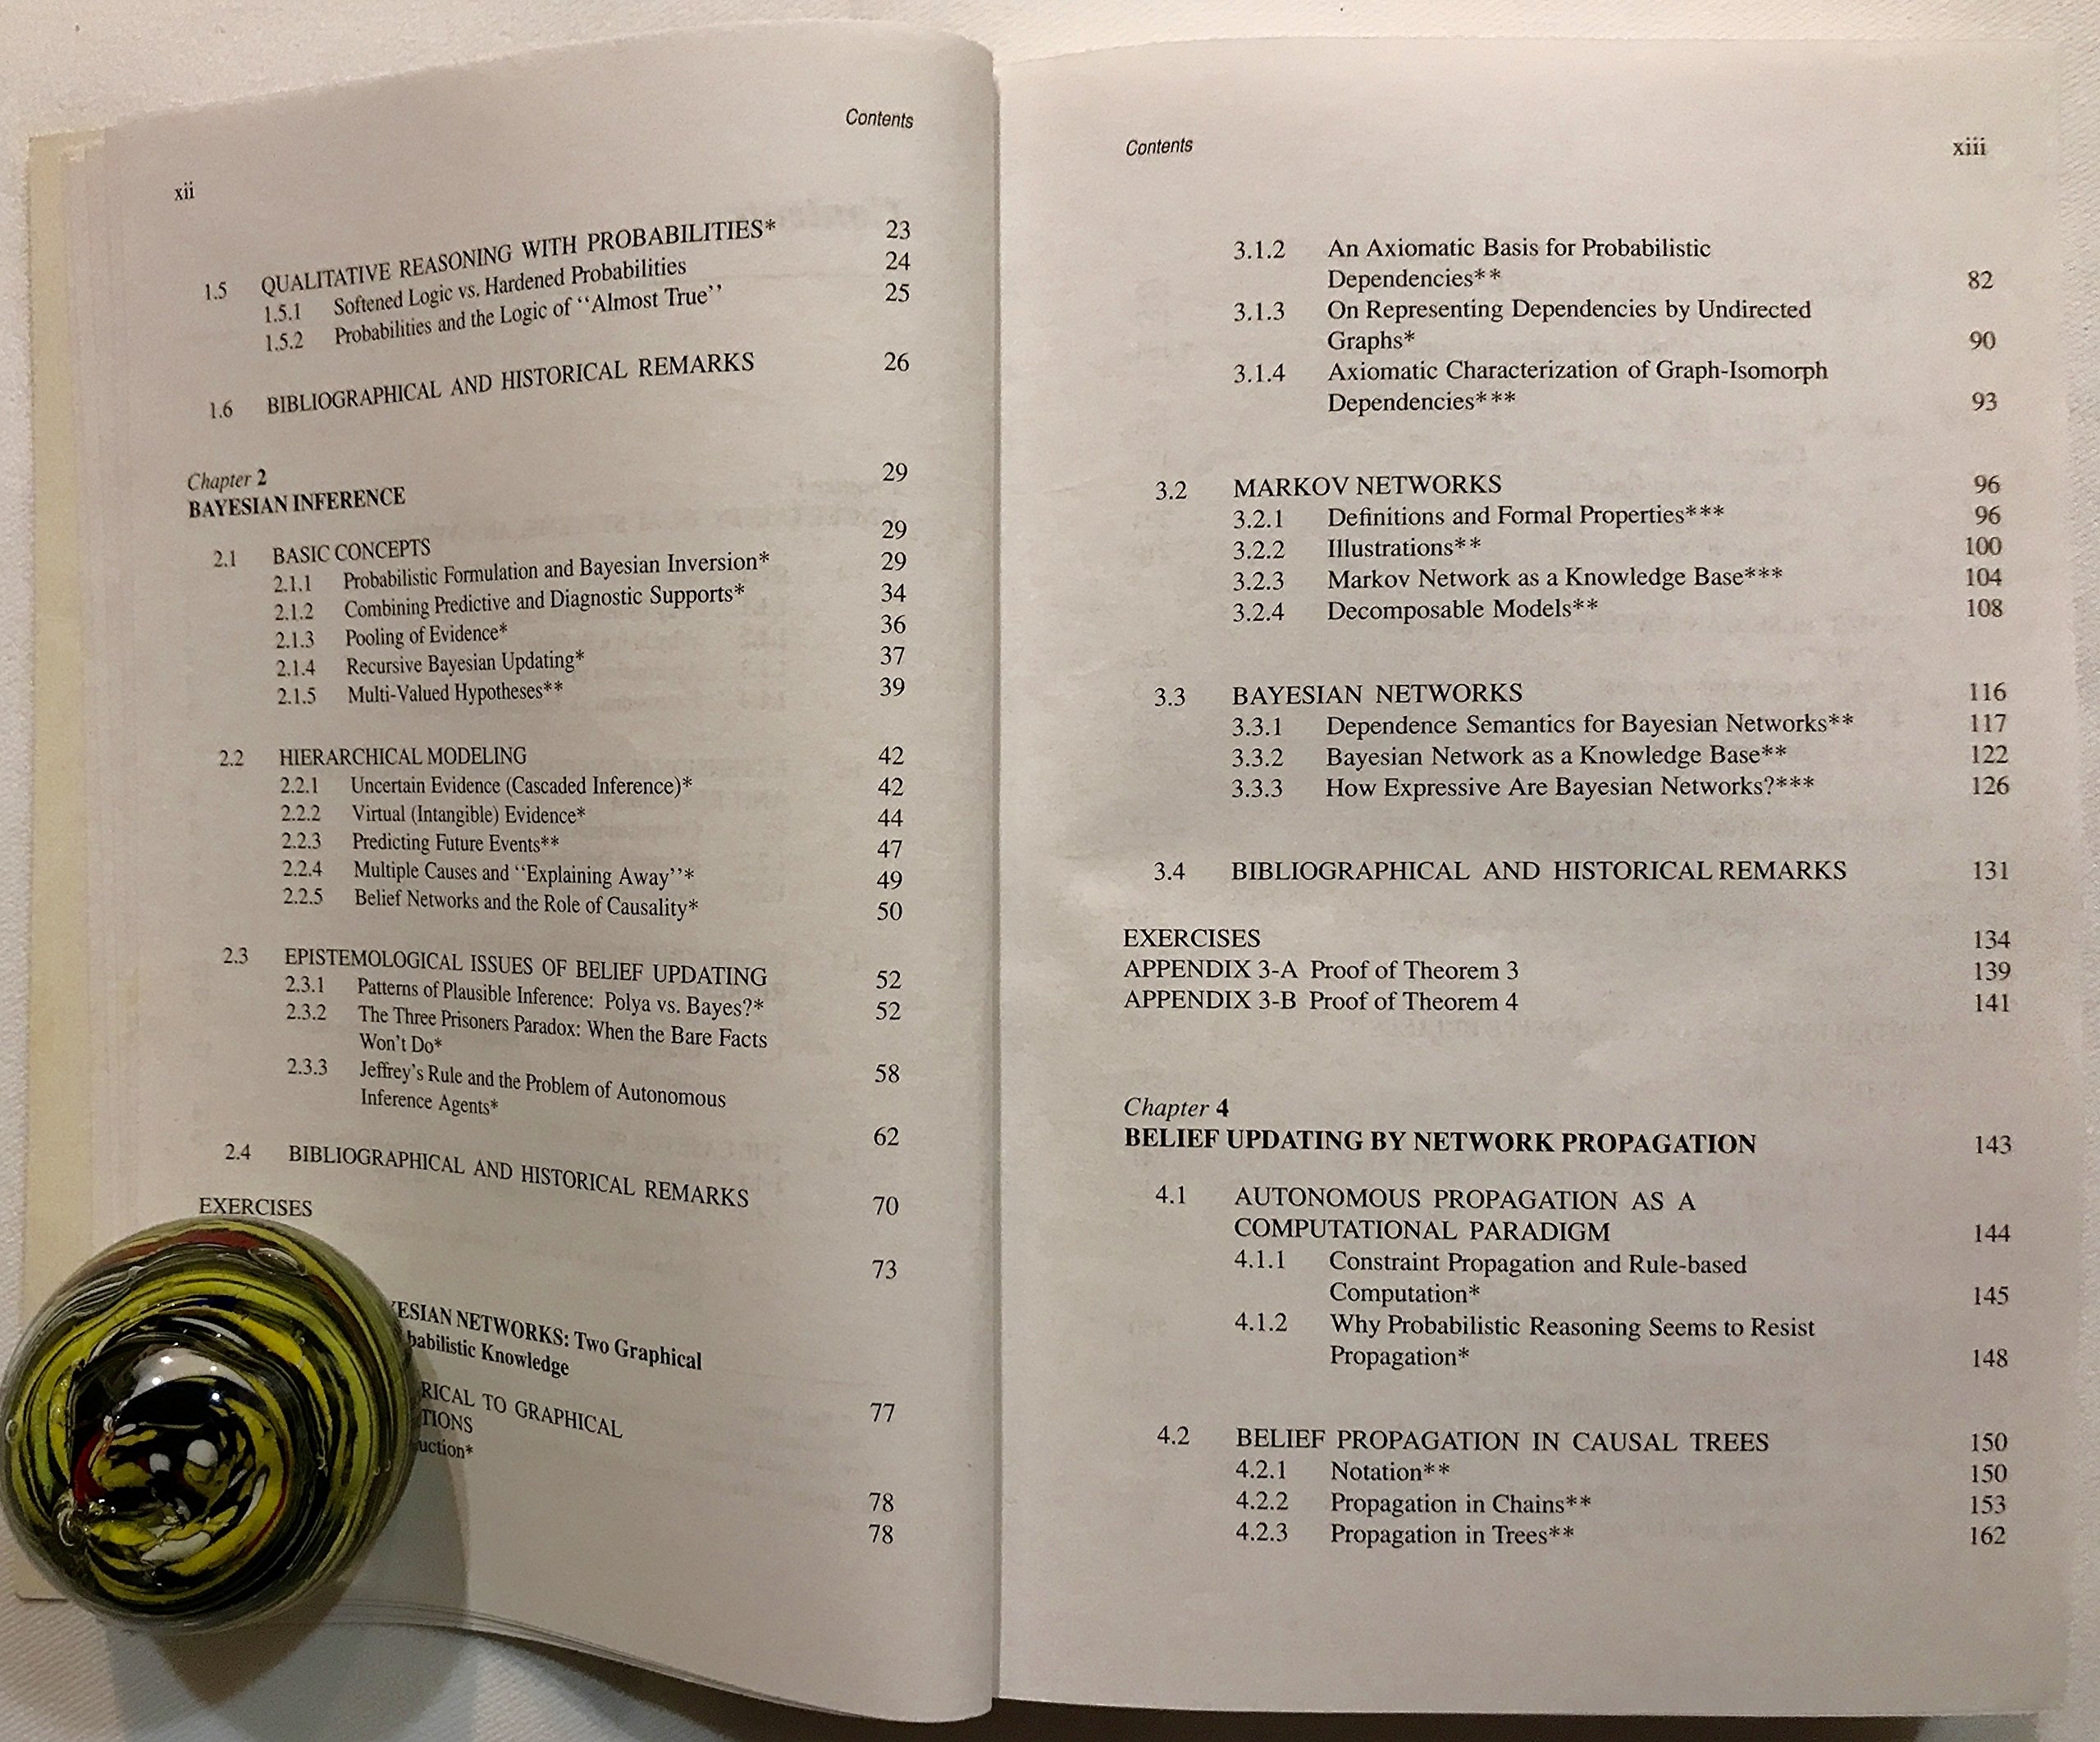 xii Contents
1.5 QUALITATIVE REASONING WITH PROBABILITIES* 23
1.5.1 Softened Logic vs. Hardened Probabilities 24
1.5.2 Probabilities and the Logic of ‘‘Almost True’’ 25
1.6 BIBLIOGRAPHICAL AND HISTORICAL REMARKS 26
Chapter 2
BAYESIAN INFERENCE 29
2.1 BASIC CONCEPTS 29
2.1.1 Probabilistic Formulation and Bayesian Inversion* 29
2.1.2 Combining Predictive and Diagnostic Supports* 34
2.1.3 Pooling of Evidence* 36
2.1.4 Recursive Bayesian Updating* 37
2.1.5 Multi-Valued Hypotheses** 39
2.2 HIERARCHICAL MODELING 42
2.2.1 Uncertain Evidence (Cascaded Inference)* 42
2.2.2 Virtual (Intangible) Evidence* 44
2.2.3 Predicting Future Events** 47
2.2.4 Multiple Causes and ‘‘Explaining Away’’* 49
2.2.5 Belief Networks and the Role of Causality* 50
2.3 EPISTEMOLOGICAL ISSUES OF BELIEF UPDATING 52
2.3.1 Patterns of Plausible Inference: Polya vs. Bayes?* 52
2.3.2 The Three Prisoners Paradox: When the Bare Facts
Won't Do* 58
2.3.3 Jeffrey's Rule and the Problem of Autonomous
Inference Agents* 62
2.4 BIBLIOGRAPHICAL AND HISTORICAL REMARKS 70
EXERCISES 73
YESIAN NETWORKS: Two Graphical
babilistic Knowledge 77
RICAL TO GRAPHICAL
TIONS 78
uction* 78
Contents xiii
3.1.2 An Axiomatic Basis for Probabilistic
Dependencies** 82
3.1.3 On Representing Dependencies by Undirected
Graphs* 90
3.1.4 Axiomatic Characterization of Graph-Isomorph
Dependencies*** 93
3.2 MARKOV NETWORKS 96
3.2.1 Definitions and Formal Properties*** 96
3.2.2 Illustrations** 100
3.2.3 Markov Network as a Knowledge Base*** 104
3.2.4 Decomposable Models** 108
3.3 BAYESIAN NETWORKS 116
3.3.1 Dependence Semantics for Bayesian Networks** 117
3.3.2 Bayesian Network as a Knowledge Base** 122
3.3.3 How Expressive Are Bayesian Networks?*** 126
3.4 BIBLIOGRAPHICAL AND HISTORICAL REMARKS 131
EXERCISES 134
APPENDIX 3-A Proof of Theorem 3 139
APPENDIX 3-B Proof of Theorem 4 141
Chapter 4
BELIEF UPDATING BY NETWORK PROPAGATION 143
4.1 AUTONOMOUS PROPAGATION AS A
COMPUTATIONAL PARADIGM 144
4.1.1 Constraint Propagation and Rule-based
Computation* 145
4.1.2 Why Probabilistic Reasoning Seems to Resist
Propagation* 148
4.2 BELIEF PROPAGATION IN CAUSAL TREES 150
4.2.1 Notation** 150
4.2.2 Propagation in Chains** 153
4.2.3 Propagation in Trees** 162